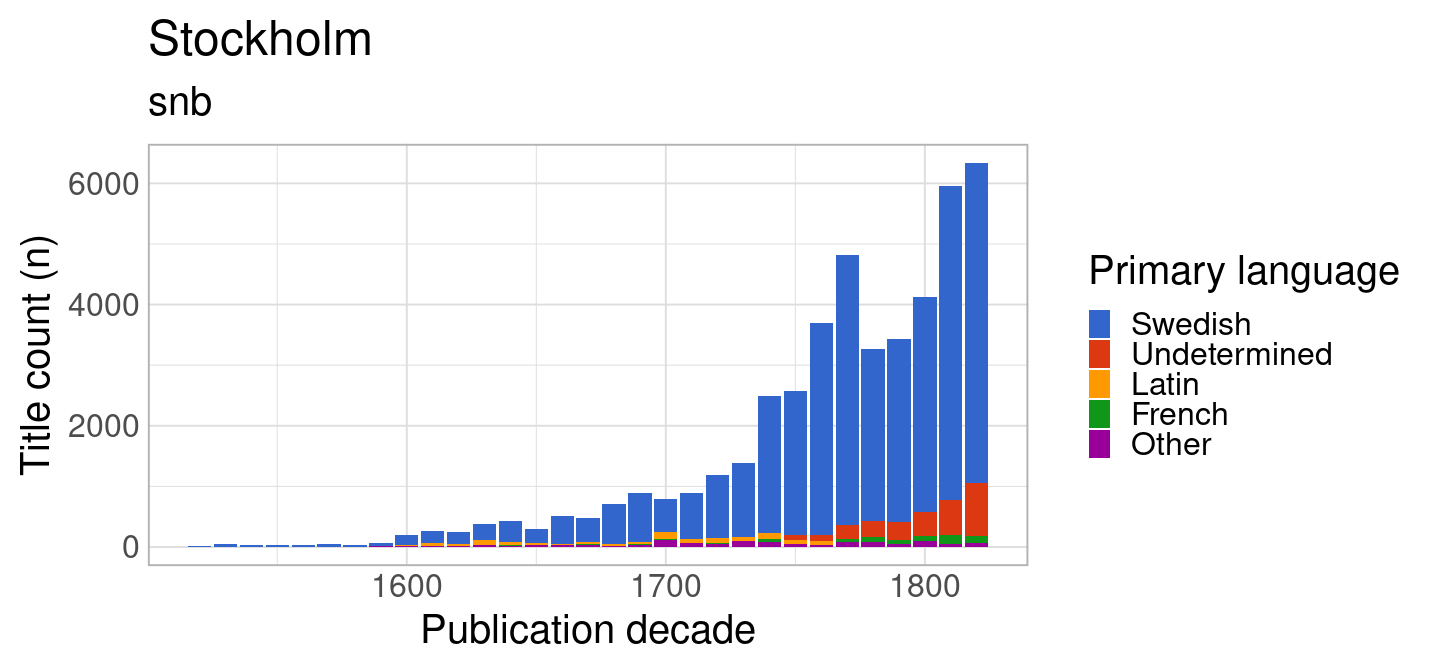 Stockholm
snb
Title count (n)
6000
4000
2000
0
1600 1700 1800
Publication decade
Primary language
Swedish
Undetermined
Latin
French
Other